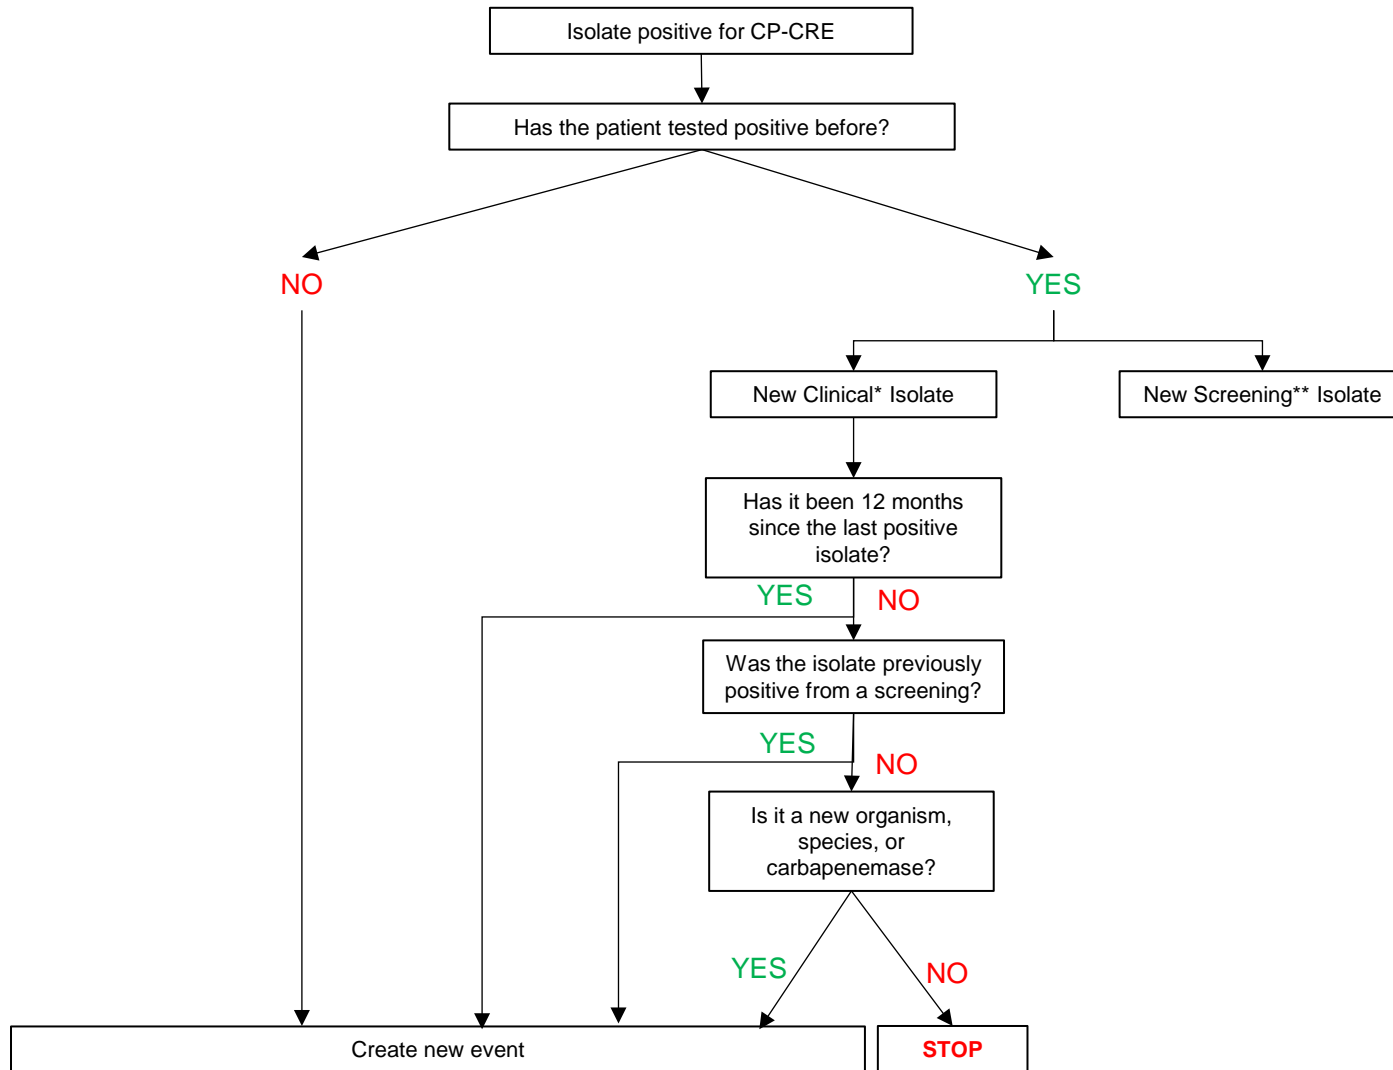 Isolate positive for CP-CRE
Has the patient tested positive before?
NO
YES
New Clinical* Isolate
New Screening** Isolate
Has it been 12 months
since the last positive
isolate?
YES
NO
Was the isolate previously
positive from a screening?
YES
NO
Is it a new organism,
species, or
carbapenemase?
YES
NO
Create new event
STOP